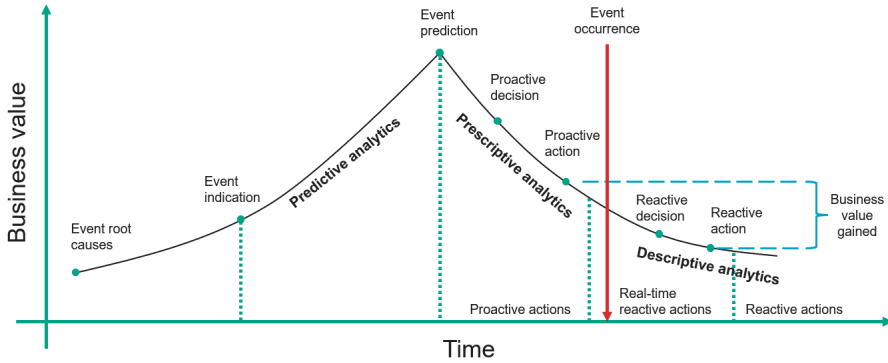 Event
prediction
Event
occurrence
Business value
Proactive
decision
Predictive analytics
Prescriptive analytics
Proactive
action
Event
indication
Event root
causes
Reactive
decision
Reactive
action
Business
value
gained
Descriptive analytics
Proactive actions
Real-time
reactive actions
Reactive actions
Time